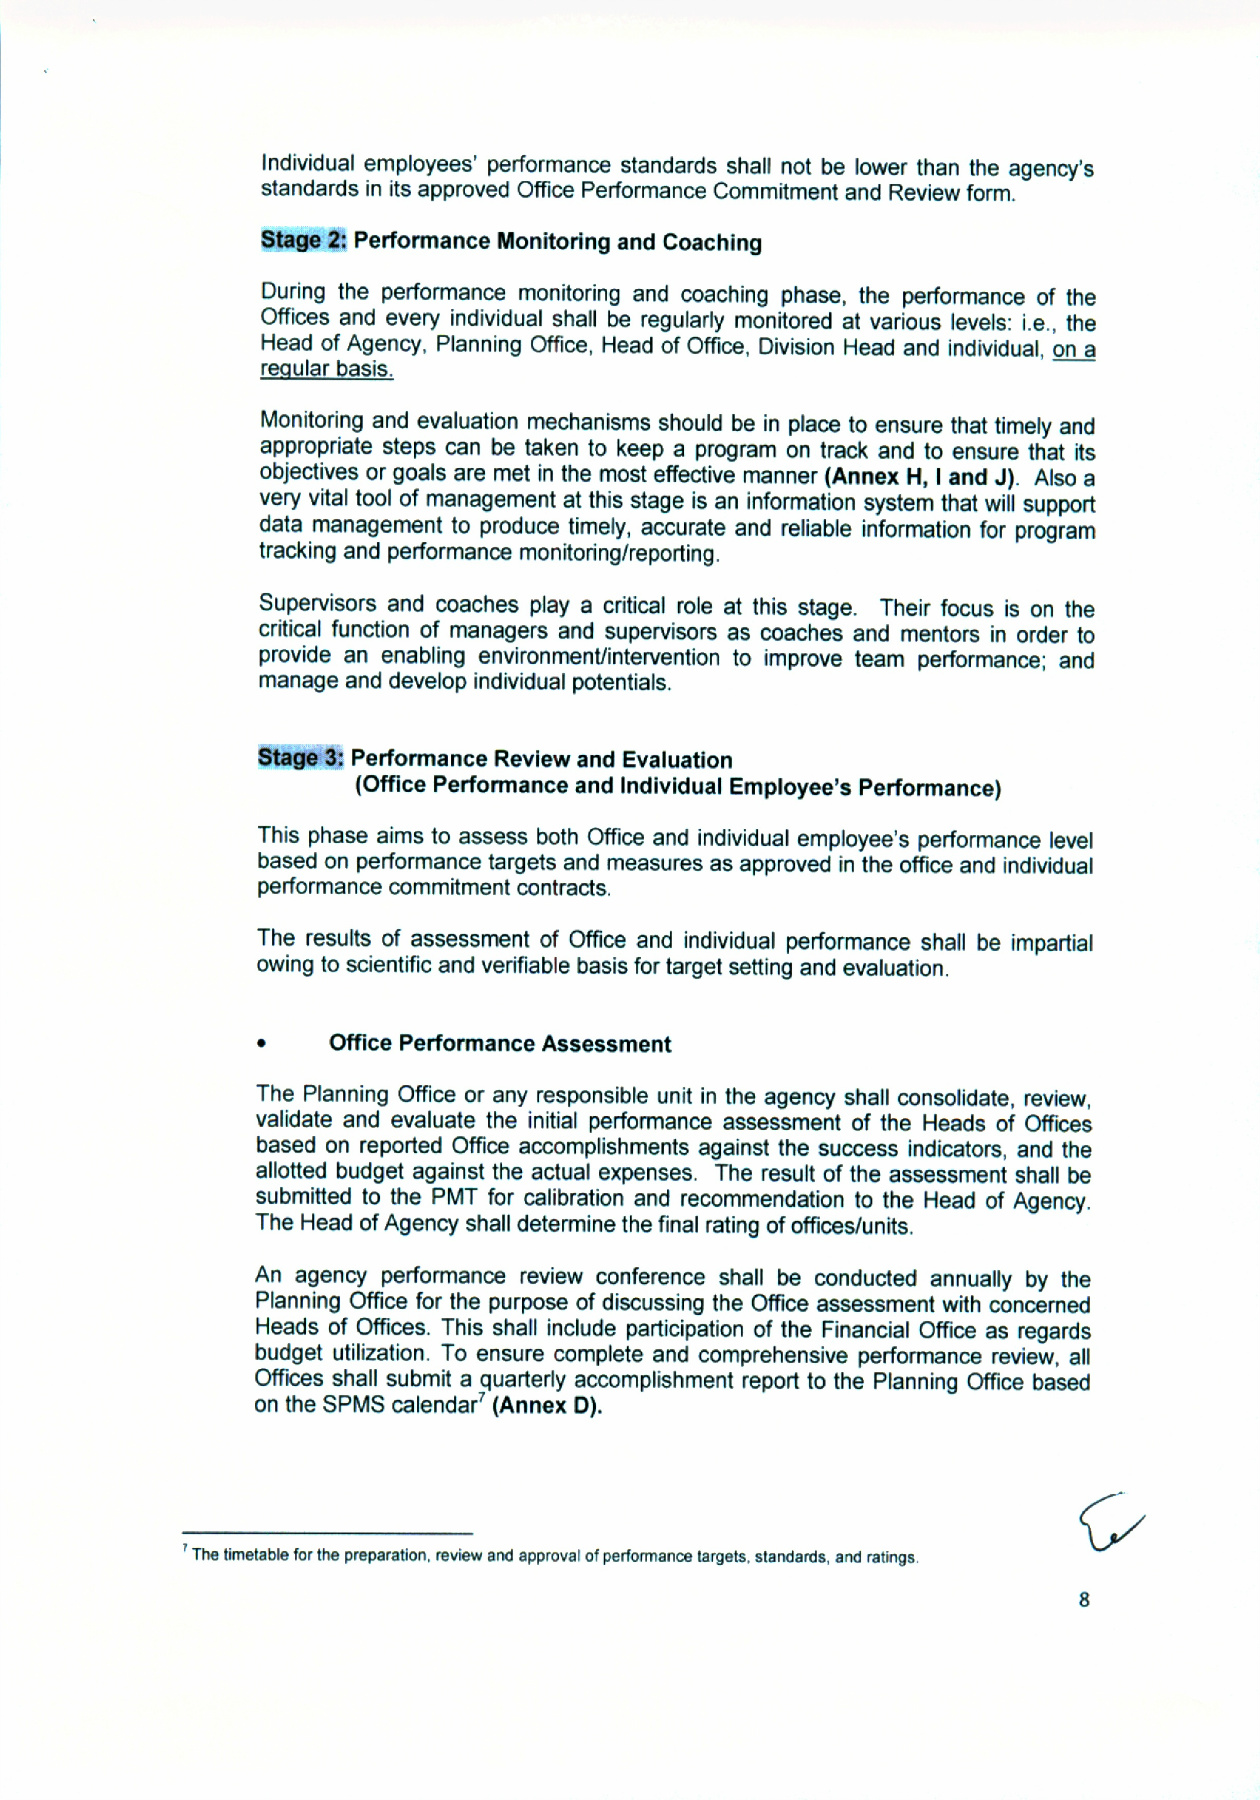 Individual employees' performance standards shall not be lower than the agency's
standards in its approved Office Performance Commitment and Review form.
Stage 2: Performance Monitoring and Coaching
During the performance monitoring and coaching phase, the performance of the
Offices and every individual shall be regularly monitored at various levels: i.e., the
Head of Agency, Planning Office, Head of Office, Division Head and individual, on a
regular basis.
Monitoring and evaluation mechanisms should be in place to ensure that timely and
appropriate steps can be taken to keep a program on track and to ensure that its
objectives or goals are met in the most effective manner (Annex H, I and J). Also a
very vital tool of management at this stage is an information system that will support
data management to produce timely, accurate and reliable information for program
tracking and performance monitoring/reporting.
Supervisors and coaches play a critical role at this stage. Their focus is on the
critical function of managers and supervisors as coaches and mentors in order to
provide an enabling environment/intervention to improve team performance; and
manage and develop individual potentials.
Stage 3: Performance Review and Evaluation
(Office Performance and Individual Employee's Performance)
This phase aims to assess both Office and individual employee's performance level
based on performance targets and measures as approved in the office and individual
performance commitment contracts.
The results of assessment of Office and individual performance shall be impartial
owing to scientific and verifiable basis for target setting and evaluation.
• Office Performance Assessment
The Planning Office or any responsible unit in the agency shall consolidate, review,
validate and evaluate the initial performance assessment of the Heads of Offices
based on reported Office accomplishments against the success indicators, and the
allotted budget against the actual expenses. The result of the assessment shall be
submitted to the PMT for calibration and recommendation to the Head of Agency.
The Head of Agency shall determine the final rating of offices/units.
An agency performance review conference shall be conducted annually by the
Planning Office for the purpose of discussing the Office assessment with concerned
Heads of Offices. This shall include participation of the Financial Office as regards
budget utilization. To ensure complete and comprehensive performance review, all
Offices shall submit a quarterly accomplishment report to the Planning Office based
on the SPMS calendar⁷ (Annex D).
⁷ The timetable for the preparation, review and approval of performance targets, standards, and ratings.
8